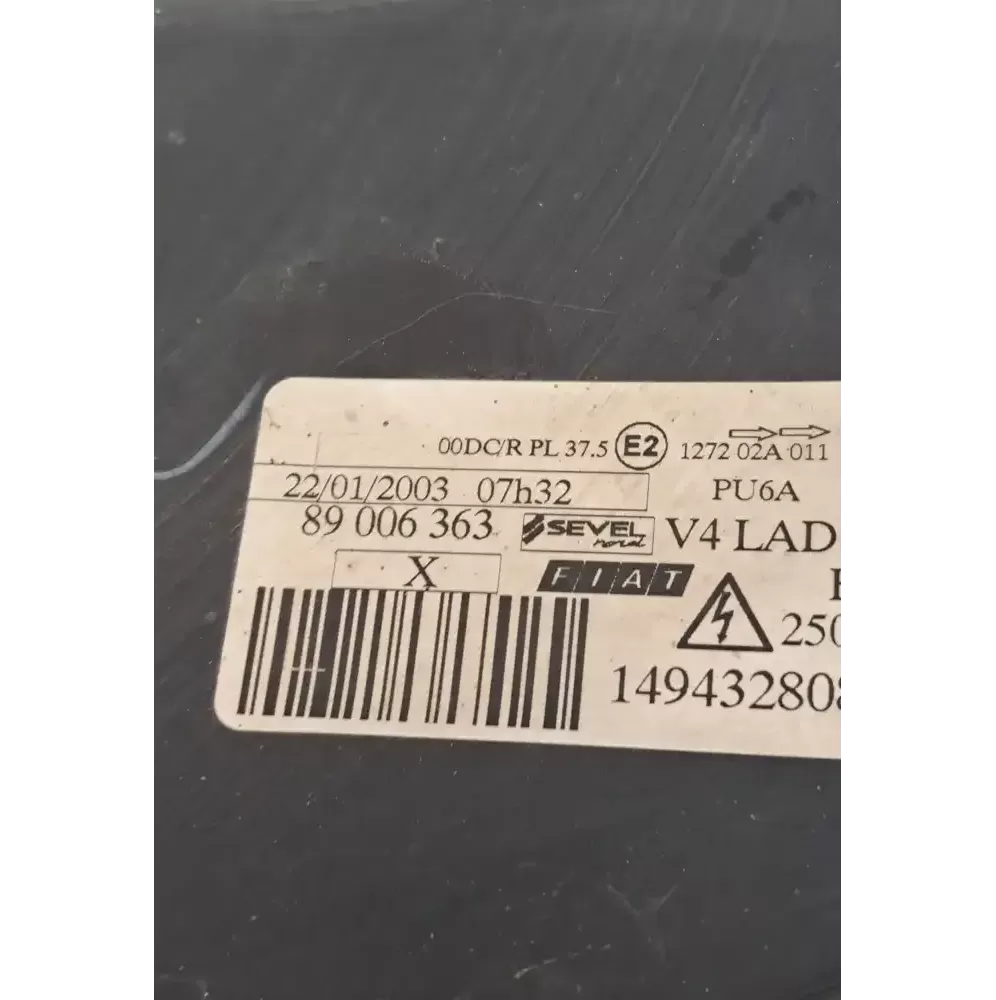 00DC/R PL 37.5 E2 1272 02A 011
22/01/2003 07h32 PU6A
89 006 363 SEVEL nord V4 LAD
X FIAT
250
149432808